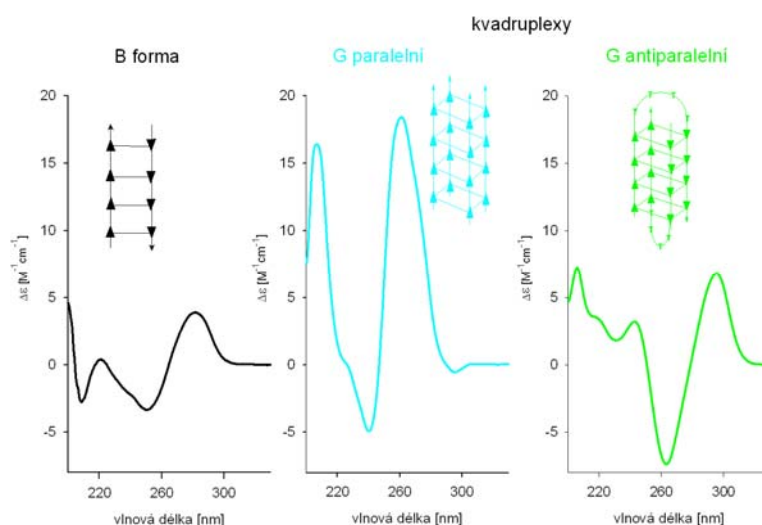 kvadruplexy
B forma
G paralelní
G antiparalelní
20
15
10
5
0
-5
Δε [M⁻¹cm⁻¹]
220 260 300
vlnová délka [nm]
20
15
10
5
0
-5
Δε [M⁻¹cm⁻¹]
220 260 300
vlnová délka [nm]
20
15
10
5
0
-5
Δε [M⁻¹cm⁻¹]
220 260 300
vlnová délka [nm]